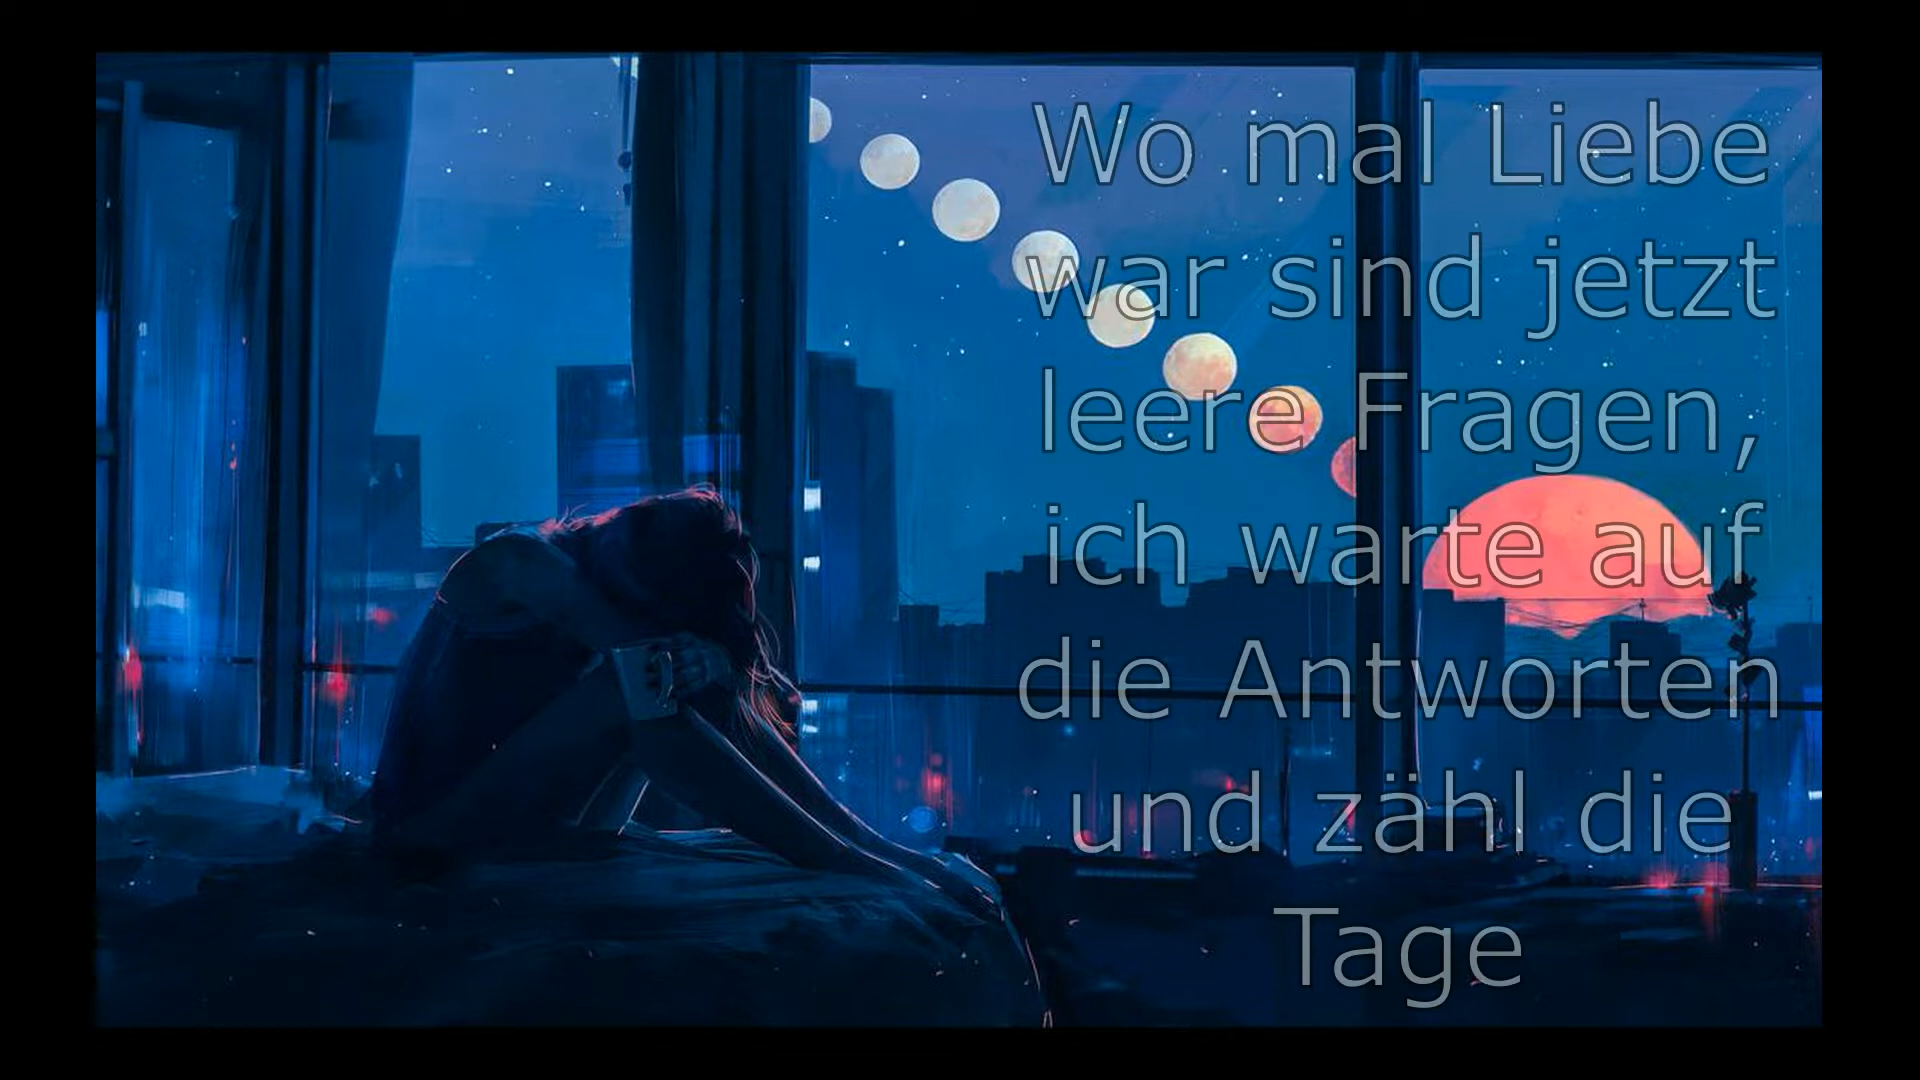 Wo mal Liebe
war sind jetzt
leere Fragen,
ich warte auf
die Antworten
und zähl die
Tage